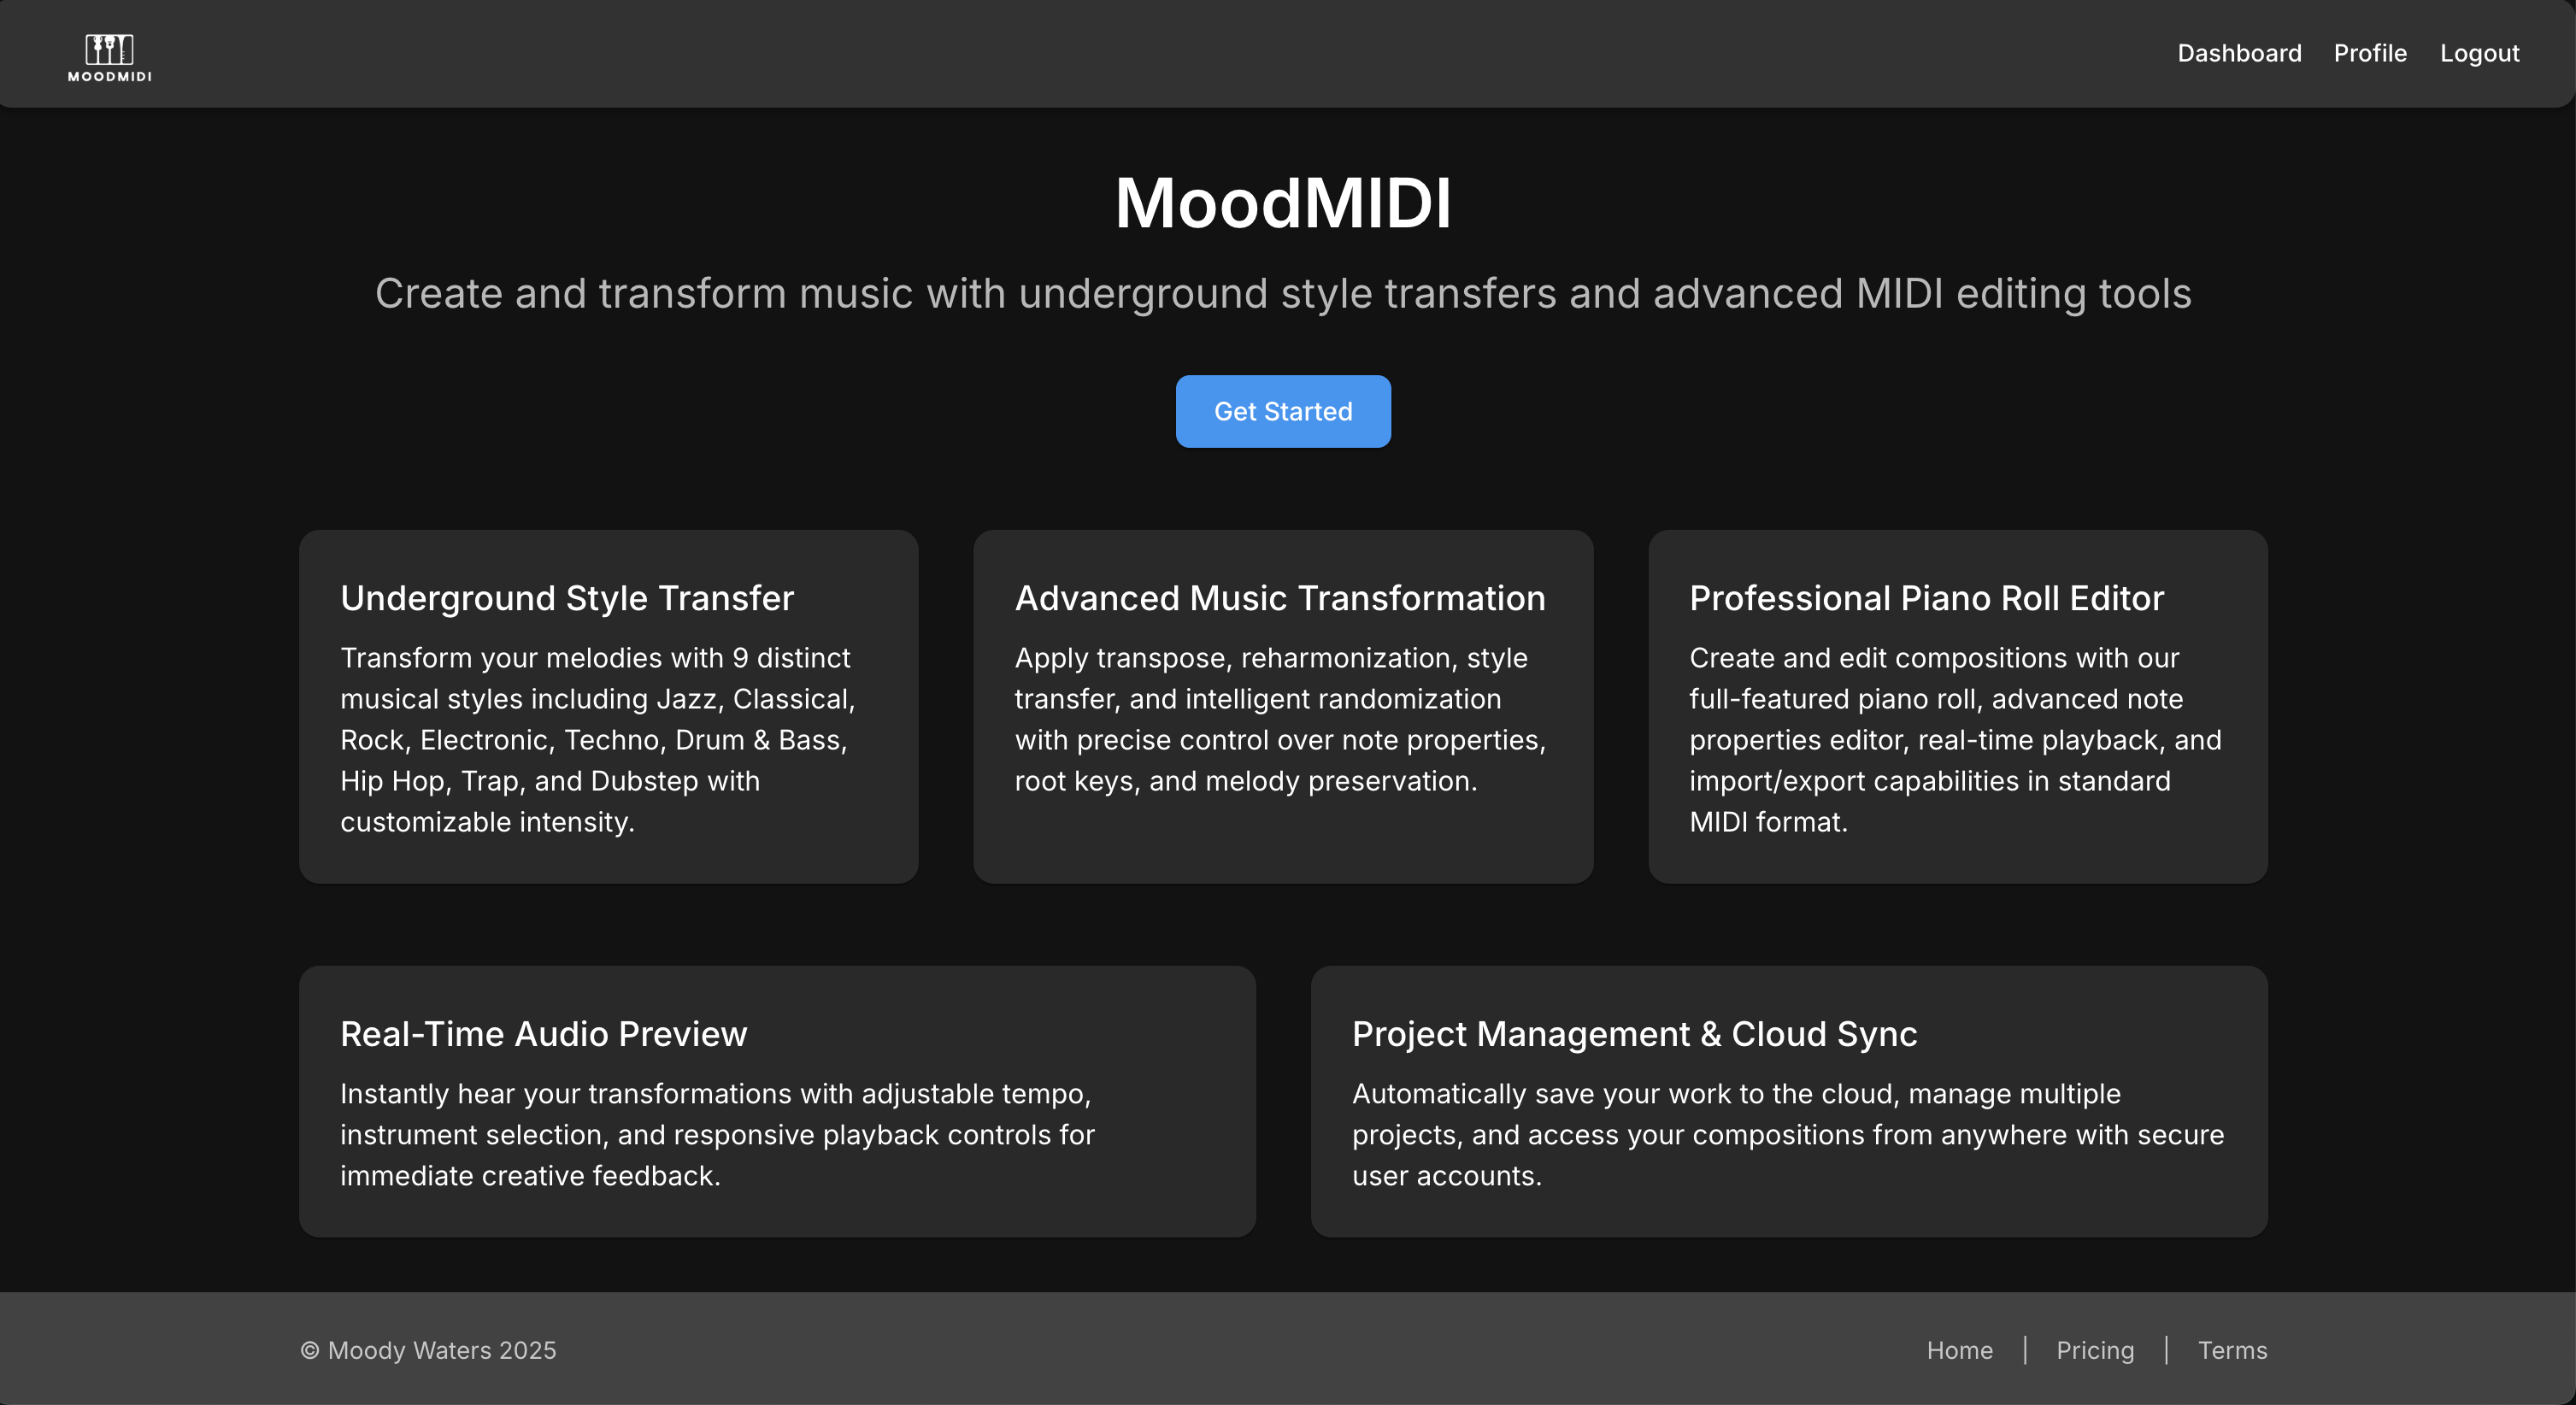 MOODMIDI
Dashboard Profile Logout
MoodMIDI
Create and transform music with underground style transfers and advanced MIDI editing tools
Get Started
Underground Style Transfer
Transform your melodies with 9 distinct
musical styles including Jazz, Classical,
Rock, Electronic, Techno, Drum & Bass,
Hip Hop, Trap, and Dubstep with
customizable intensity.
Advanced Music Transformation
Apply transpose, reharmonization, style
transfer, and intelligent randomization
with precise control over note properties,
root keys, and melody preservation.
Professional Piano Roll Editor
Create and edit compositions with our
full-featured piano roll, advanced note
properties editor, real-time playback, and
import/export capabilities in standard
MIDI format.
Real-Time Audio Preview
Instantly hear your transformations with adjustable tempo,
instrument selection, and responsive playback controls for
immediate creative feedback.
Project Management & Cloud Sync
Automatically save your work to the cloud, manage multiple
projects, and access your compositions from anywhere with secure
user accounts.
© Moody Waters 2025
Home | Pricing | Terms